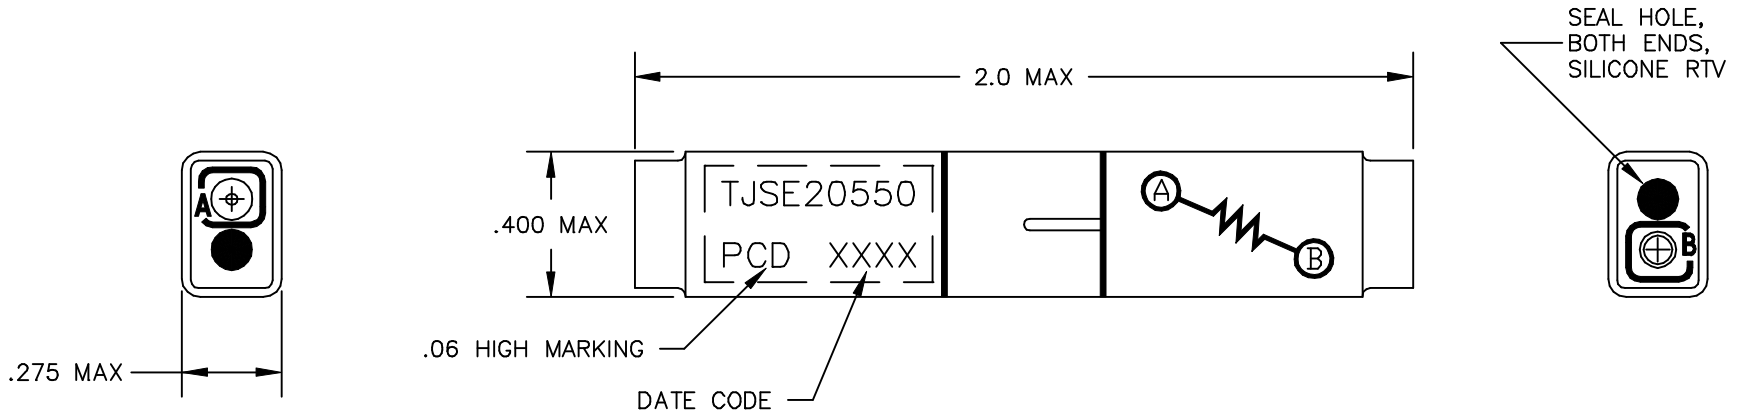 SEAL HOLE,
BOTH ENDS,
SILICONE RTV
2.0 MAX
A
TJSE20550
PCD XXXX
A
B
B
.400 MAX
.06 HIGH MARKING
.275 MAX
DATE CODE